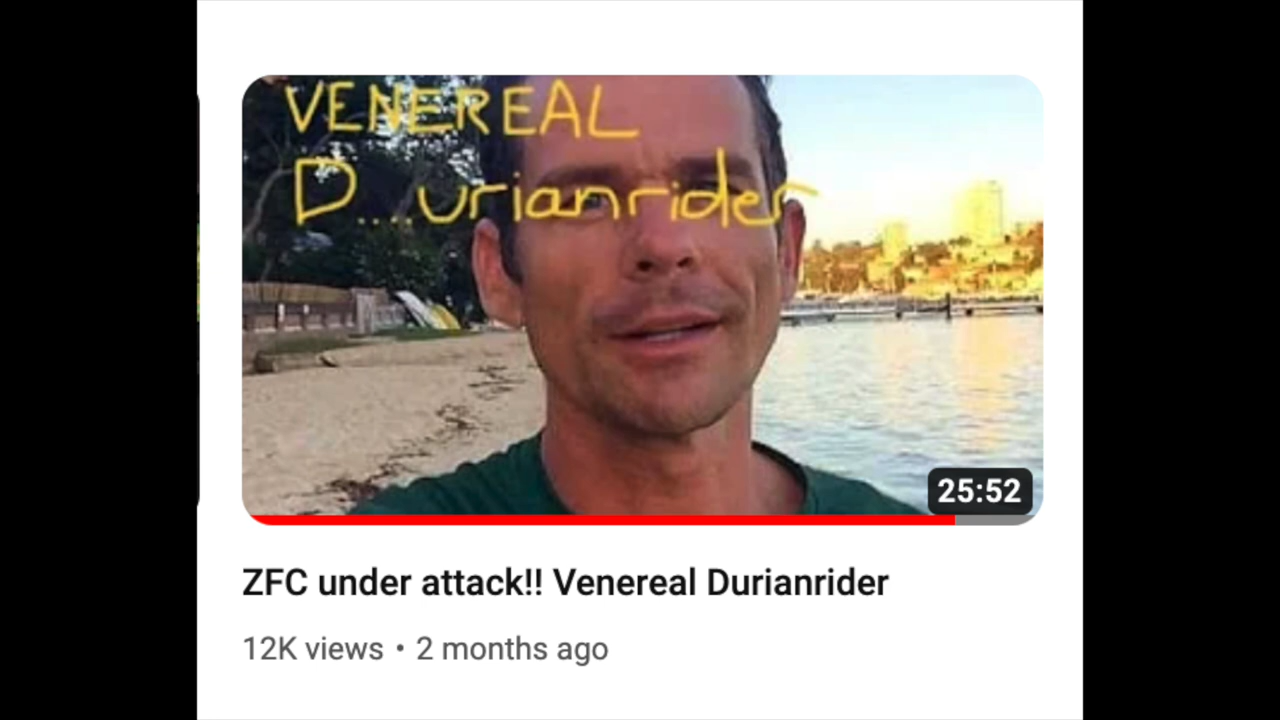 VENEREAL
D....urianrider
25:52
ZFC under attack!! Venereal Durianrider
12K views • 2 months ago